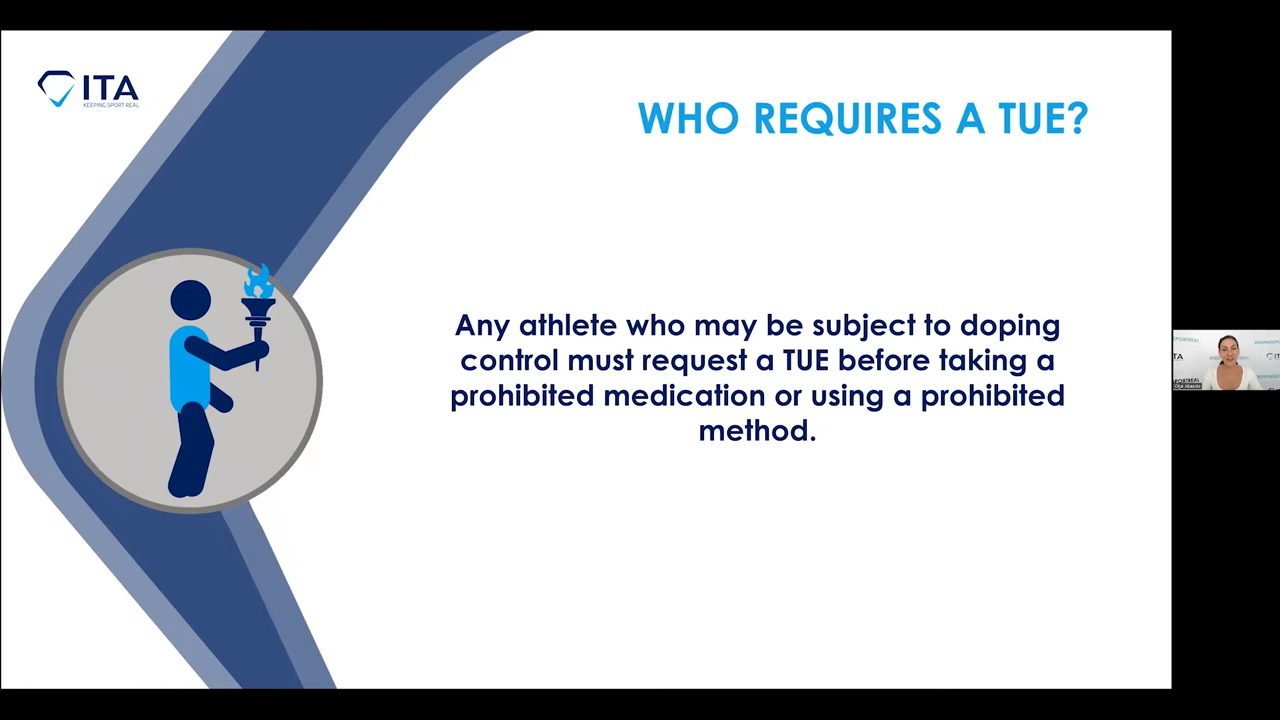 ITA
KEEPING SPORT REAL
WHO REQUIRES A TUE?
Any athlete who may be subject to doping
control must request a TUE before taking a
prohibited medication or using a prohibited
method.